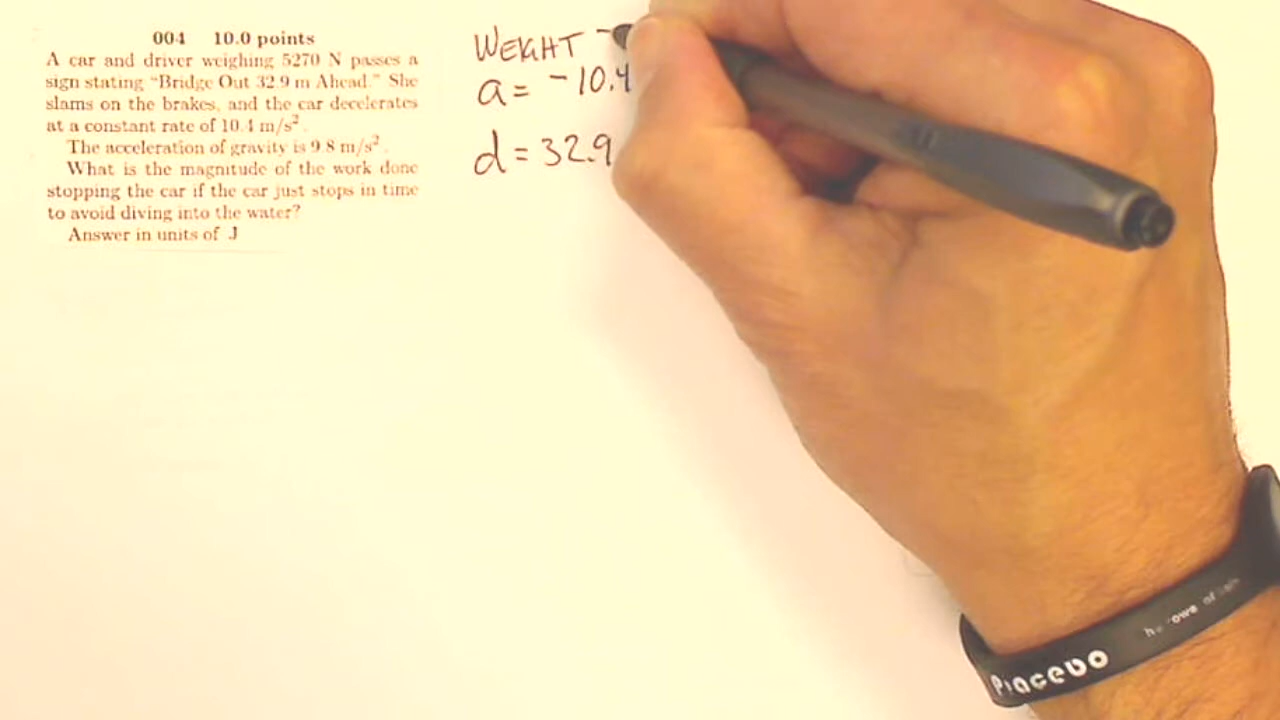 004 10.0 points
A car and driver weighing 5270 N passes a
sign stating “Bridge Out 32.9 m Ahead.” She
slams on the brakes, and the car decelerates
at a constant rate of 10.4 m/s².
The acceleration of gravity is 9.8 m/s².
What is the magnitude of the work done
stopping the car if the car just stops in time
to avoid diving into the water?
Answer in units of J
WEIGHT
a = -10.4
d = 32.9
Placebo